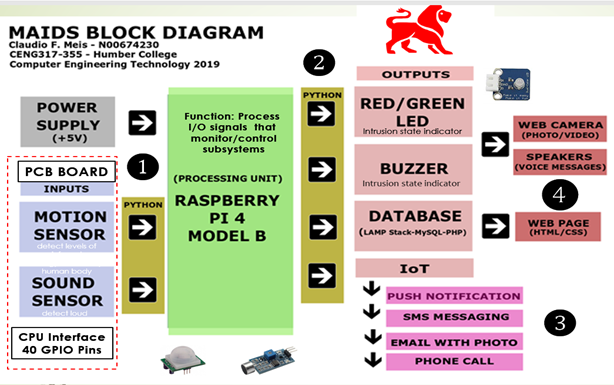 MAIDS BLOCK DIAGRAM
Claudio F. Meis - N00674230
CENG317-355 - Humber College
Computer Engineering Technology 2019
POWER
SUPPLY
(+5V)
1
PCB BOARD
INPUTS
MOTION
SENSOR
defect levels of
human body
SOUND
SENSOR
defect loud
CPU Interface
40 GPIO Pins
PYTHON
Function: Process
I/O signals that
monitor/control
subsystems
(PROCESSING UNIT)
RASPBERRY
PI 4
MODEL B
2
PYTHON
OUTPUTS
RED/GREEN
LED
Intrusion state indicator
BUZZER
Intrusion state indicator
DATABASE
(LAMP Stack-MySQL-PHP)
IoT
PUSH NOTIFICATION
SMS MESSAGING
EMAIL WITH PHOTO
PHONE CALL
3
WEB CAMERA
(PHOTO/VIDEO)
SPEAKERS
(VOICE MESSAGES)
4
WEB PAGE
(HTML/CSS)